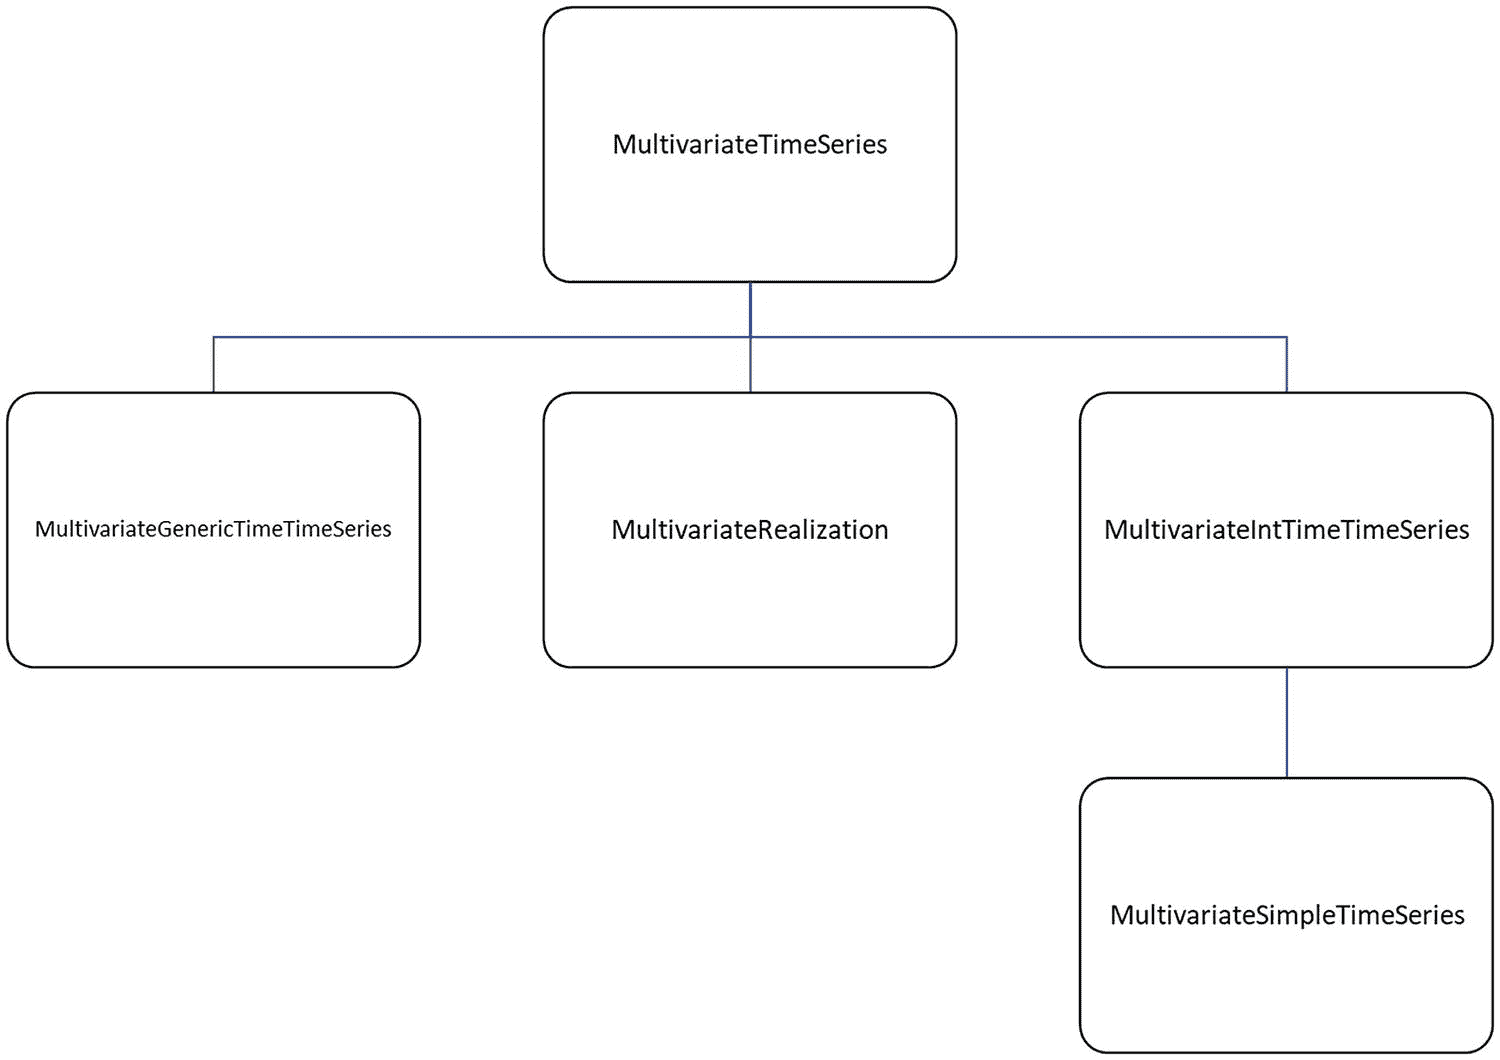 MultivariateTimeSeries
MultivariateGenericTimeTimeSeries
MultivariateRealization
MultivariateIntTimeTimeSeries
MultivariateSimpleTimeSeries